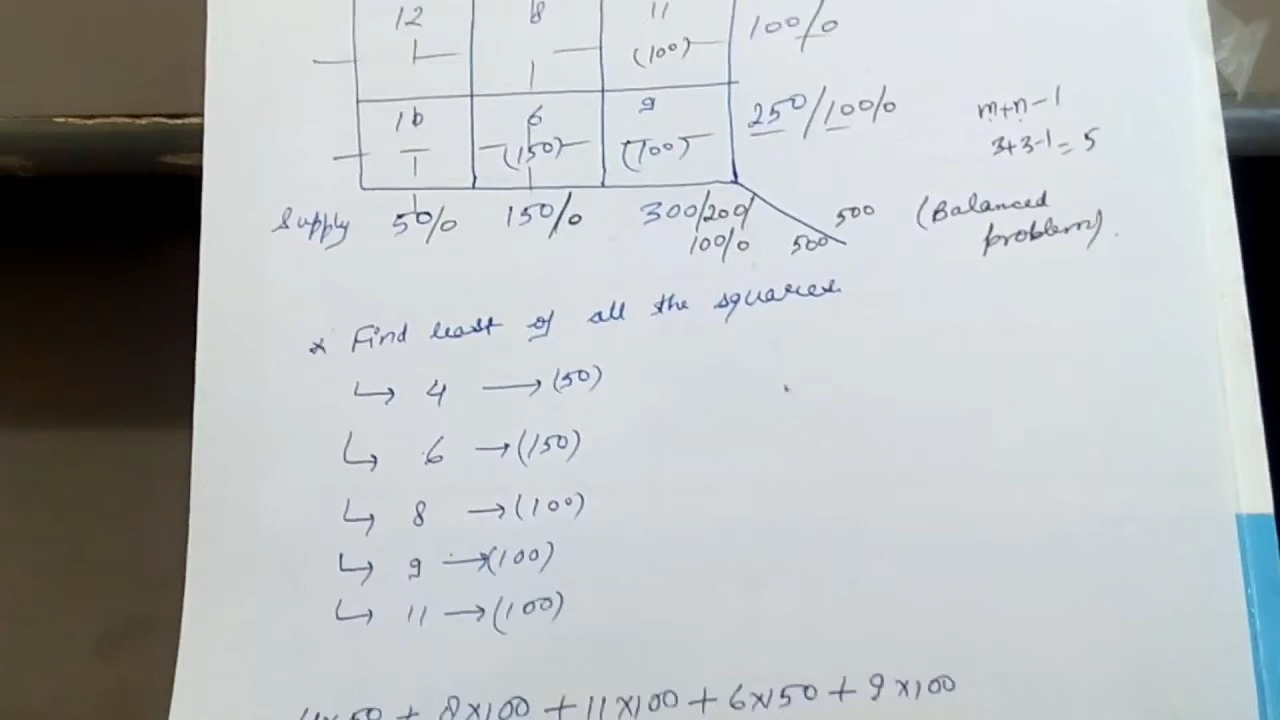 12 8 11 100/0
(100)
16 6 9 250/100/0 m+n-1
(150) (100) 3+3-1=5
Supply 50/0 150/0 300/200/ 500 (Balanced
100/0 500 problem).
* Find least of all the squares
↳ 4 → (50)
↳ 6 → (150)
↳ 8 → (100)
↳ 9 → (100)
↳ 11 → (100)
4×50 + 8×100 + 11×100 + 6×50 + 9×100